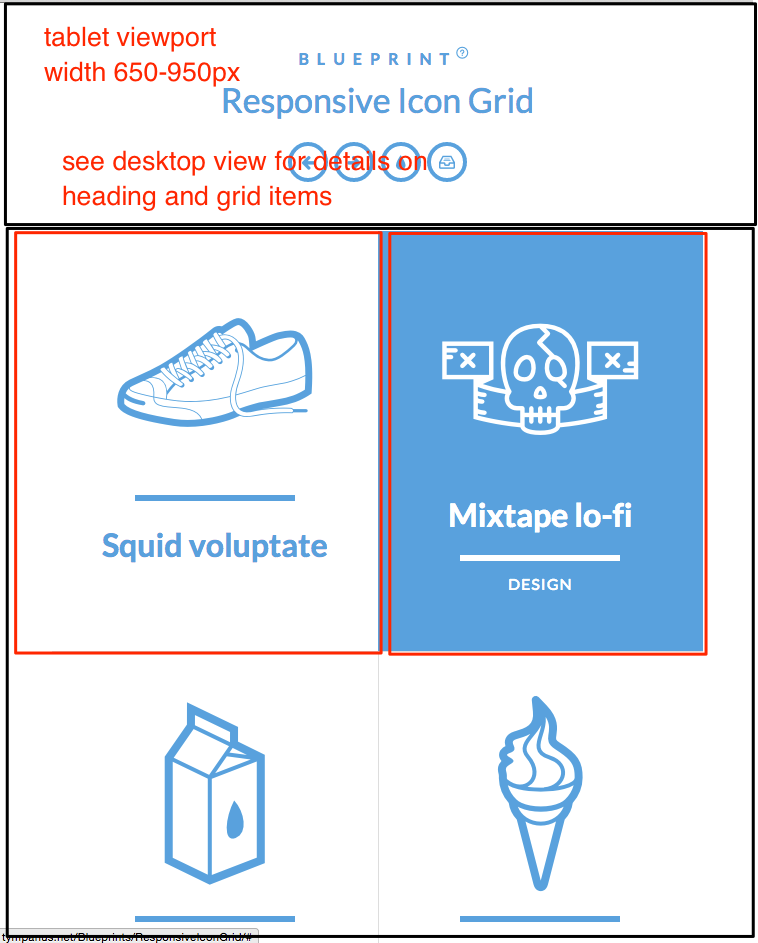 tablet viewport
width 650-950px
BLUEPRINT?
Responsive Icon Grid
see desktop view for details on
heading and grid items
Squid voluptate
Mixtape lo-fi
DESIGN
tympanus.net/Blueprints/ResponsiveIconGrid/#